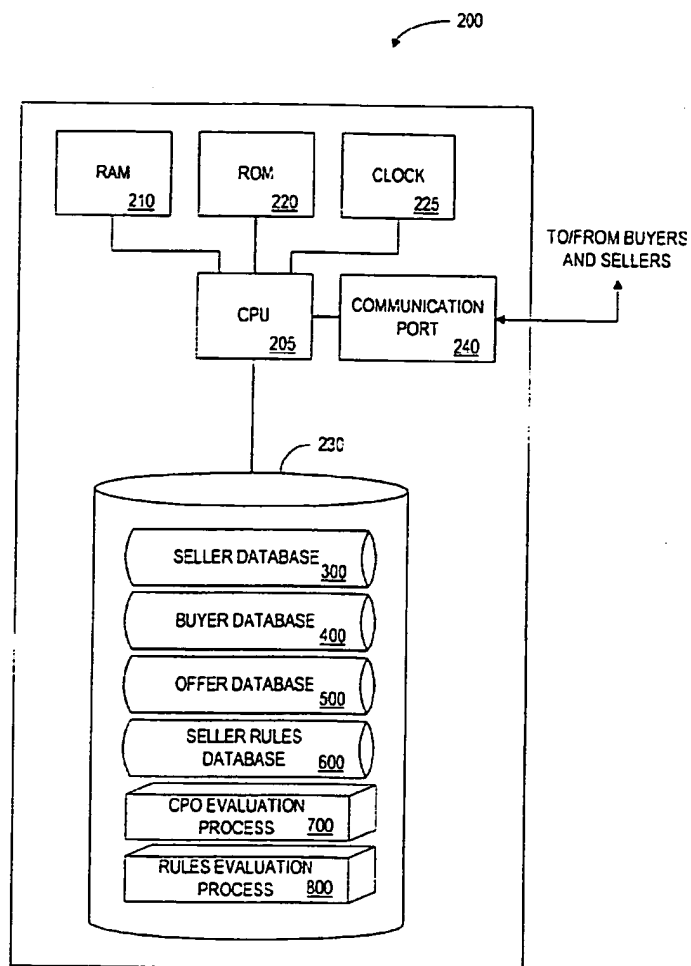 200
RAM
210
ROM
220
CLOCK
225
TO/FROM BUYERS
AND SELLERS
CPU
205
COMMUNICATION
PORT
240
230
SELLER DATABASE
300
BUYER DATABASE
400
OFFER DATABASE
500
SELLER RULES
DATABASE
600
CPO EVALUATION
PROCESS
700
RULES EVALUATION
PROCESS
800